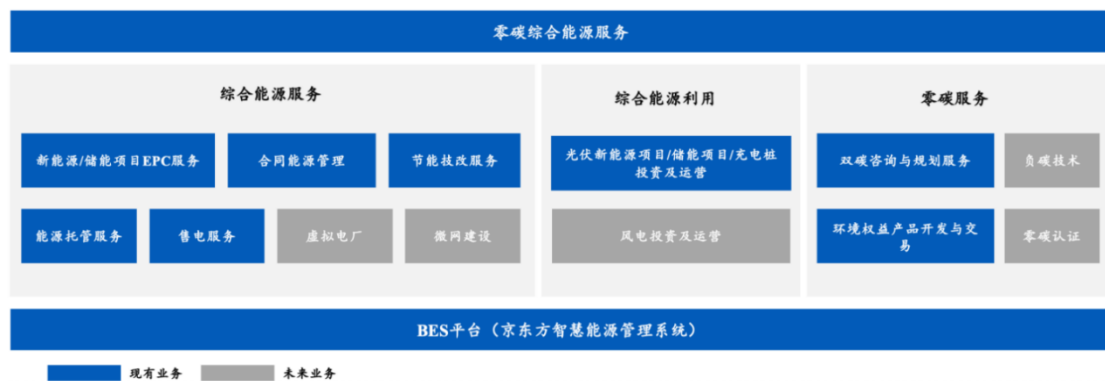 零碳综合能源服务
综合能源服务
新能源/储能项目EPC服务
合同能源管理
节能技改服务
能源托管服务
售电服务
虚拟电厂
微网建设
综合能源利用
光伏新能源项目/储能项目/充电桩
投资及运营
风电投资及运营
零碳服务
双碳咨询与规划服务
负碳技术
环境权益产品开发与交
易
零碳认证
BES平台（京东方智慧能源管理系统）
现有业务
未来业务